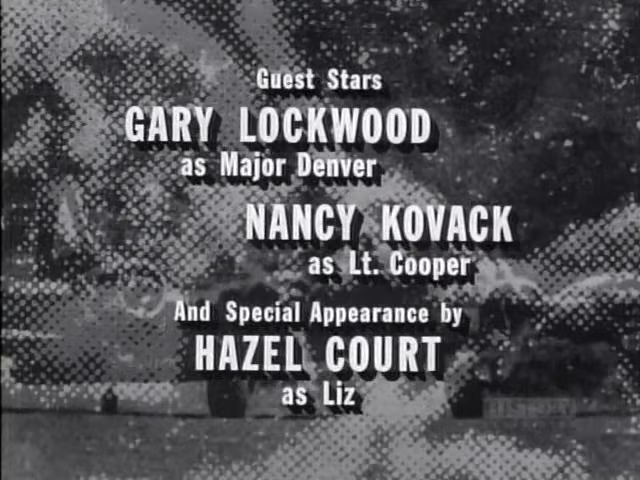 Guest Stars
GARY LOCKWOOD
as Major Denver
NANCY KOVACK
as Lt. Cooper
And Special Appearance by
HAZEL COURT
as Liz
HISTORY